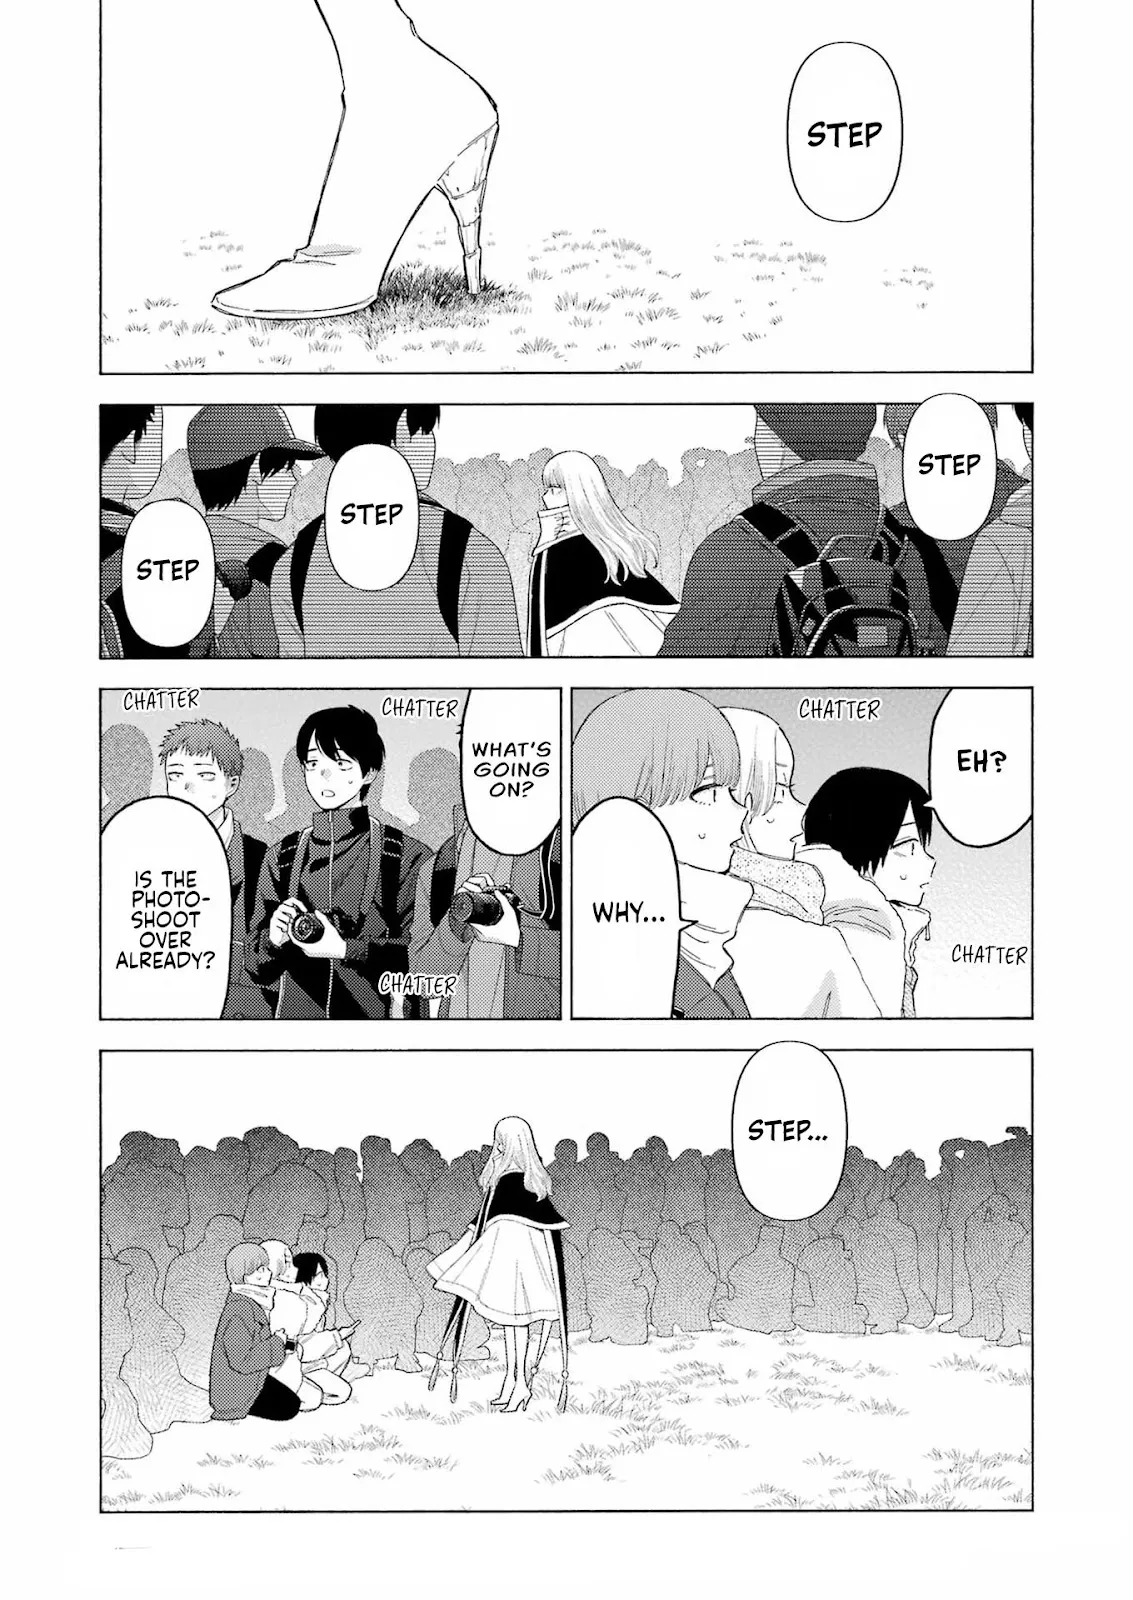 STEP
STEP
STEP
STEP
CHATTER
CHATTER
WHAT'S
GOING
ON?
IS THE
PHOTO-
SHOOT
OVER
ALREADY?
CHATTER
CHATTER
EH?
WHY...
CHATTER
STEP...